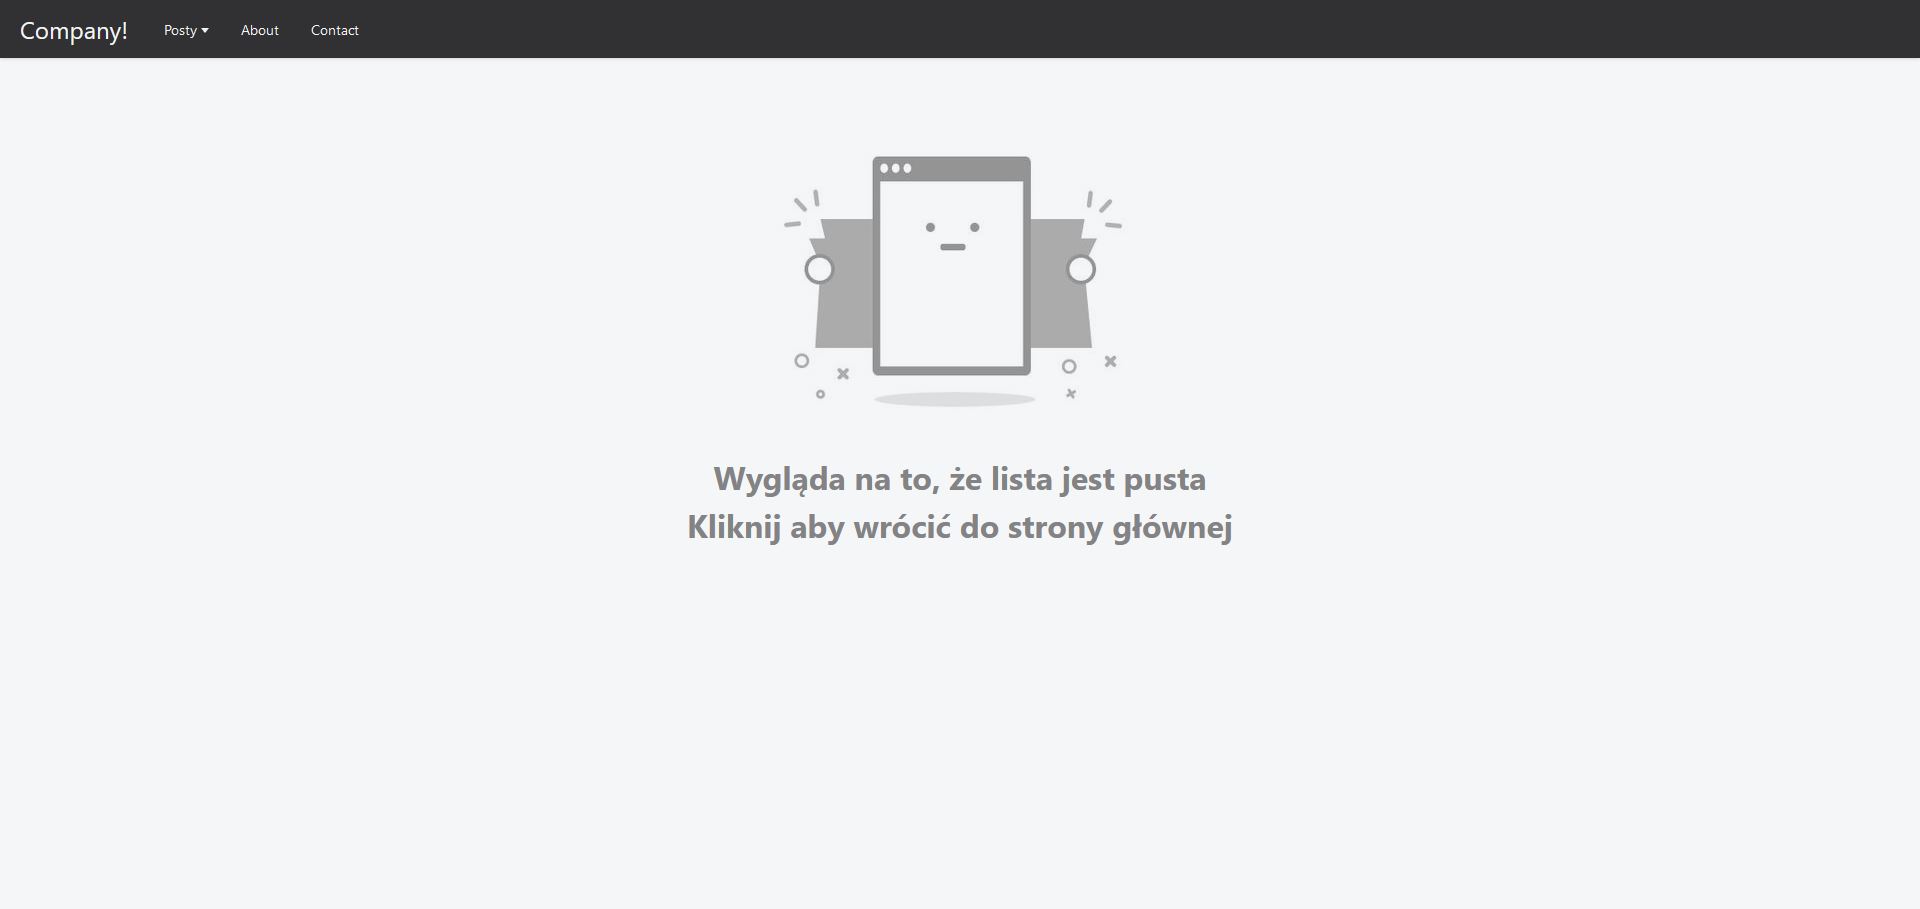 Company! Posty About Contact
Wygląda na to, że lista jest pusta
Kliknij aby wrócić do strony głównej